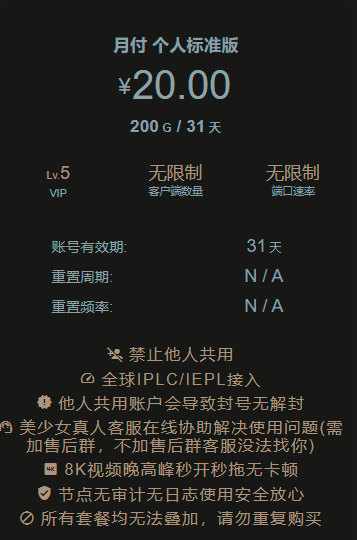 月付 个人标准版
¥20.00
200 G / 31 天
Lv.5 无限制 无限制
VIP 客户端数量 端口速率
账号有效期: 31 天
重置周期: N / A
重置频率: N / A
禁止他人共用
全球IPLC/IEPL接入
他人共用账户会导致封号无解封
美少女真人客服在线协助解决使用问题(需
加售后群，不加售后群客服没法找你)
4K 8K视频晚高峰秒开秒拖无卡顿
节点无审计无日志使用安全放心
所有套餐均无法叠加，请勿重复购买